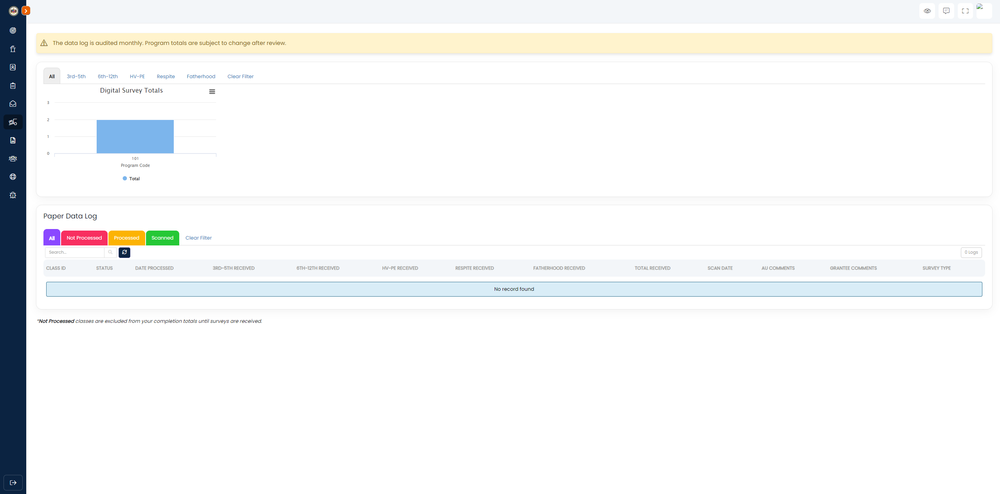 The data log is audited monthly. Program totals are subject to change after review.
All 3rd-5th 6th-12th HV-PE Respite Fatherhood Clear Filter
Digital Survey Totals
3
2
1
0
101
Program Code
Total
Paper Data Log
All Not Processed Processed Scanned Clear Filter
Search... 0 Logs
CLASS ID STATUS DATE PROCESSED 3RD-5TH RECEIVED 6TH-12TH RECEIVED HV-PE RECEIVED RESPITE RECEIVED FATHERHOOD RECEIVED TOTAL RECEIVED SCAN DATE AU COMMENTS GRANTEE COMMENTS SURVEY TYPE
No record found
*Not Processed classes are excluded from your completion totals until surveys are received.